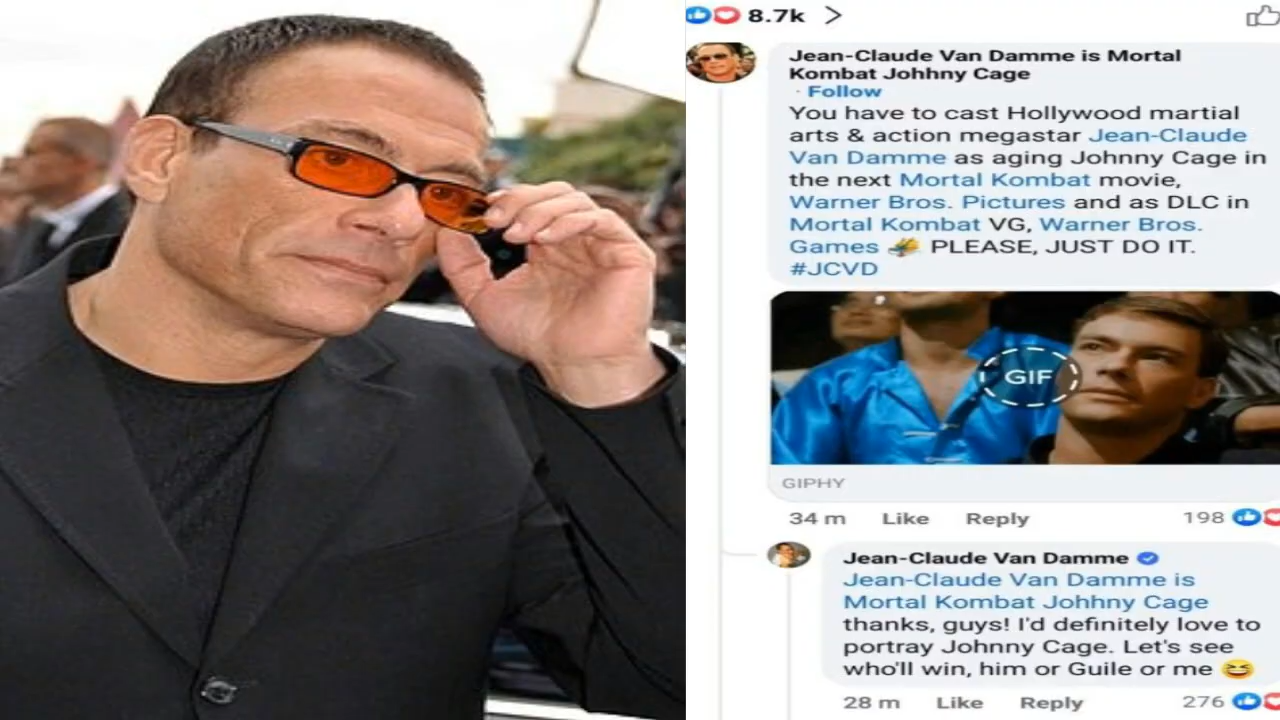 8.7k >
Jean-Claude Van Damme is Mortal
Kombat Johhny Cage
· Follow
You have to cast Hollywood martial
arts & action megastar Jean-Claude
Van Damme as aging Johnny Cage in
the next Mortal Kombat movie,
Warner Bros. Pictures and as DLC in
Mortal Kombat VG, Warner Bros.
Games 🐉 PLEASE, JUST DO IT.
#JCVD
GIF
GIPHY
34 m Like Reply 198
Jean-Claude Van Damme
Jean-Claude Van Damme is
Mortal Kombat Johhny Cage
thanks, guys! I'd definitely love to
portray Johnny Cage. Let's see
who'll win, him or Guile or me 😆
28 m Like Reply 276